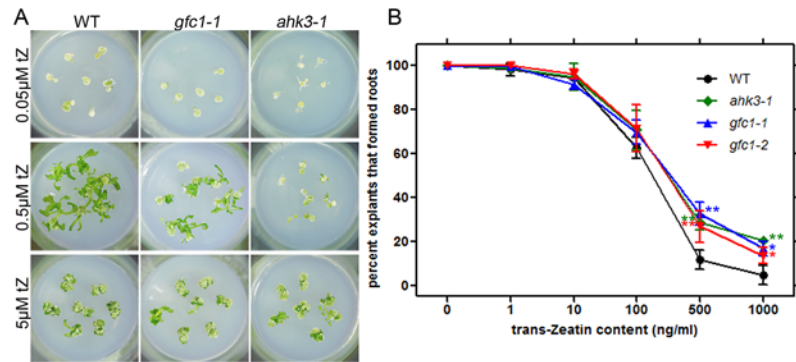 A
WT gfc1-1 ahk3-1
0.05µM tZ
0.5µM tZ
5µM tZ
B
percent explants that formed roots
100
80
60
40
20
0
WT
ahk3-1
gfc1-1
gfc1-2
**
**
**
**
*
*
0 1 10 100 500 1000
trans-Zeatin content (ng/ml)